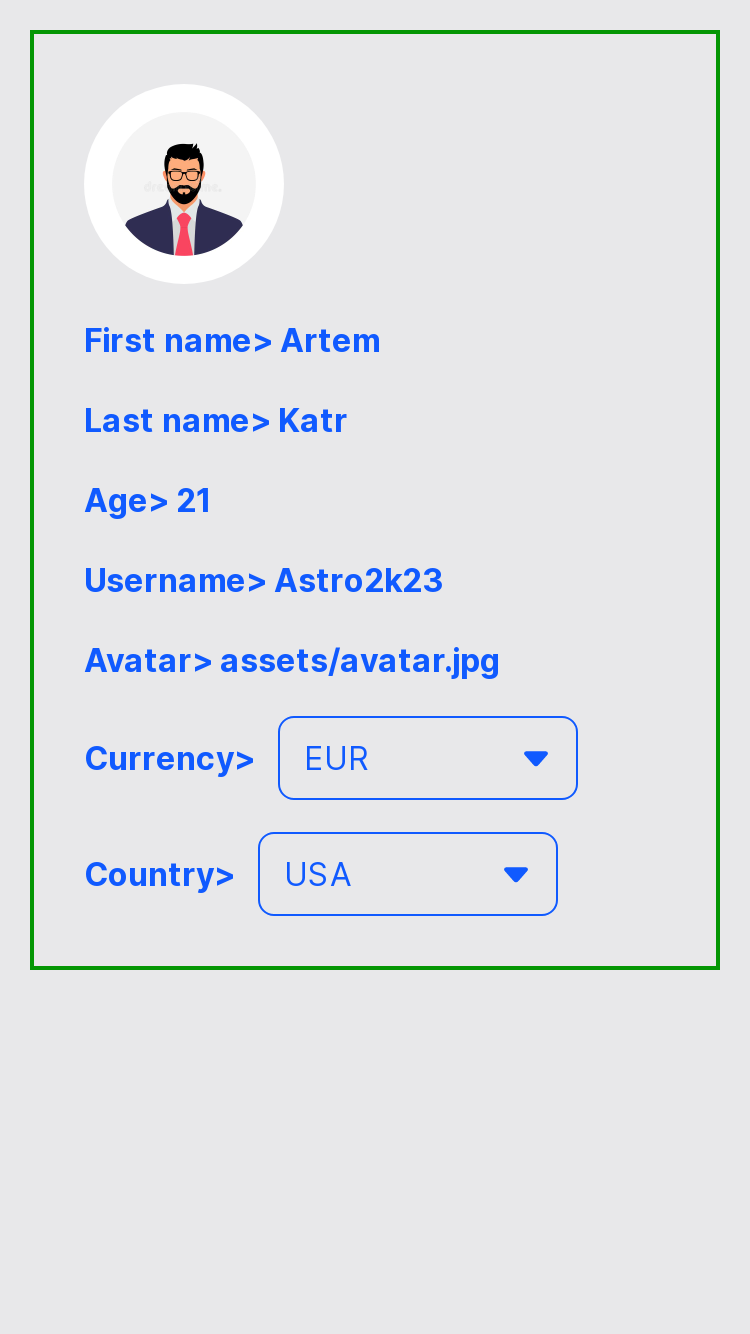 First name> Artem
Last name> Katr
Age> 21
Username> Astro2k23
Avatar> assets/avatar.jpg
Currency> EUR
Country> USA